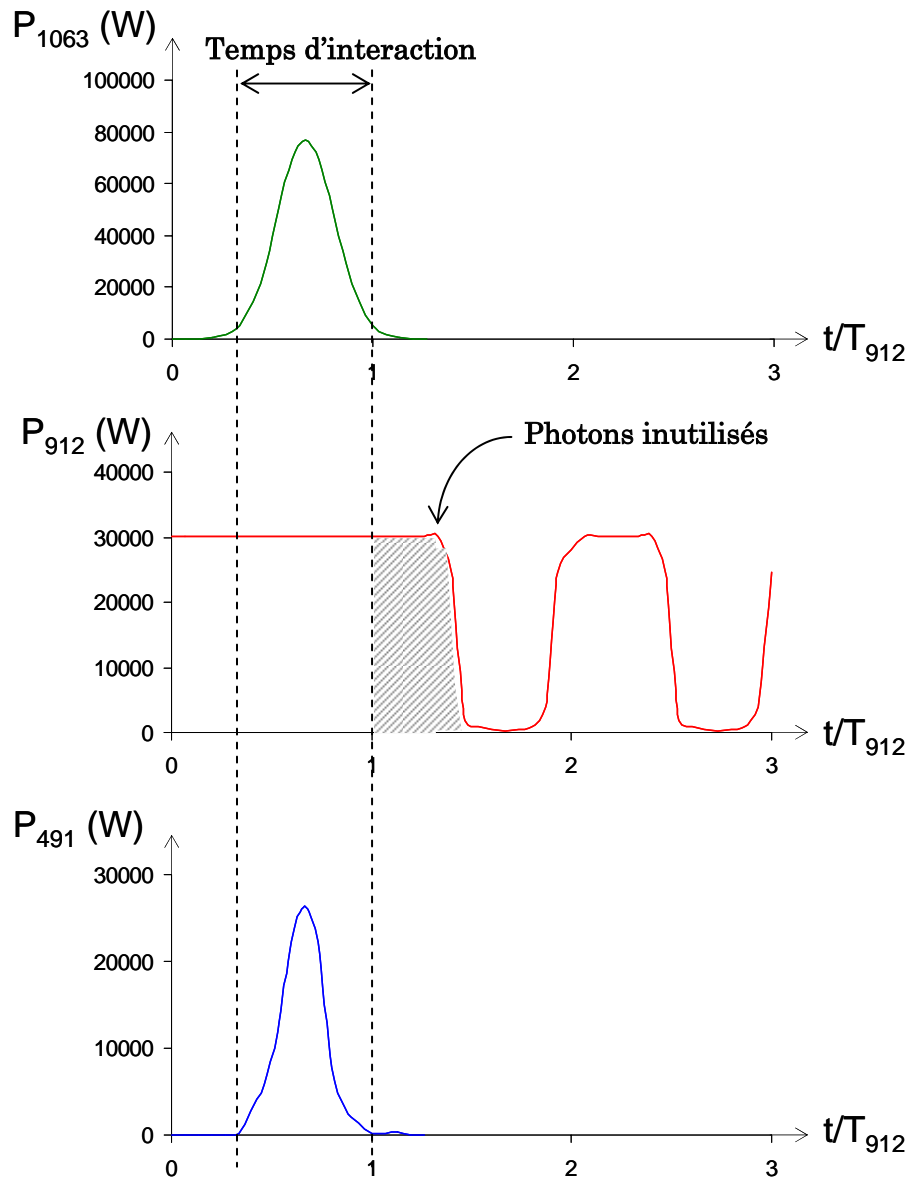 P1063 (W)
Temps d'interaction
100000
80000
60000
40000
20000
0
0 1 2 3
t/T912
P912 (W)
Photons inutilisés
40000
30000
20000
10000
0
0 1 2 3
t/T912
P491 (W)
30000
20000
10000
0
0 1 2 3
t/T912